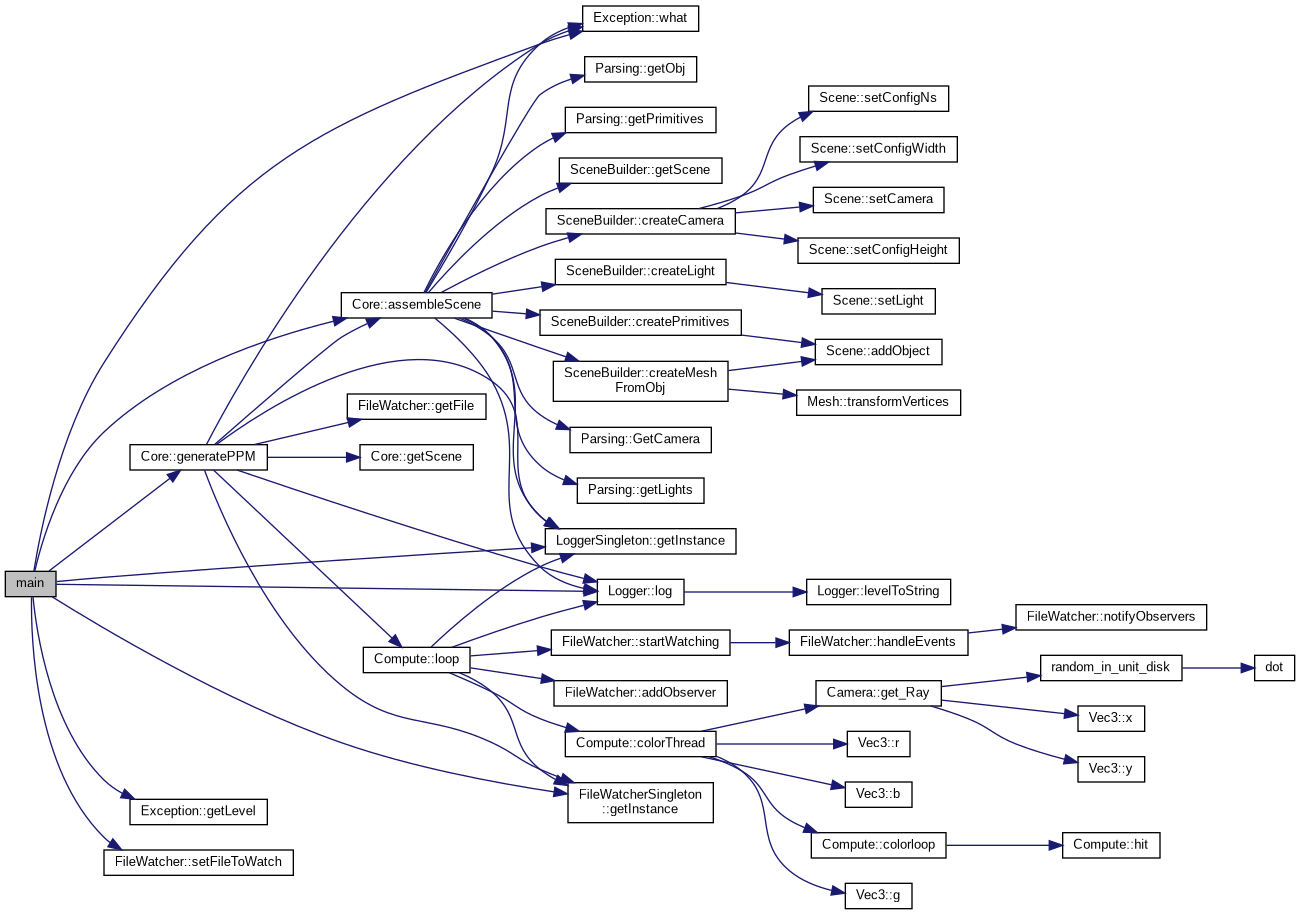 Exception::what
Parsing::getObj
Scene::setConfigNs
Parsing::getPrimitives
Scene::setConfigWidth
SceneBuilder::getScene
Scene::setCamera
SceneBuilder::createCamera
Scene::setConfigHeight
SceneBuilder::createLight
Scene::setLight
Core::assembleScene
SceneBuilder::createPrimitives
Scene::addObject
SceneBuilder::createMesh
FromObj
Mesh::transformVertices
FileWatcher::getFile
Parsing::GetCamera
Core::generatePPM
Core::getScene
Parsing::getLights
LoggerSingleton::getInstance
main
Logger::log
Logger::levelToString
FileWatcher::notifyObservers
FileWatcher::startWatching
FileWatcher::handleEvents
Compute::loop
random_in_unit_disk
dot
FileWatcher::addObserver
Camera::get_Ray
Vec3::x
Compute::colorThread
Vec3::r
Vec3::y
FileWatcherSingleton
::getInstance
Vec3::b
Exception::getLevel
Compute::colorloop
Compute::hit
FileWatcher::setFileToWatch
Vec3::g